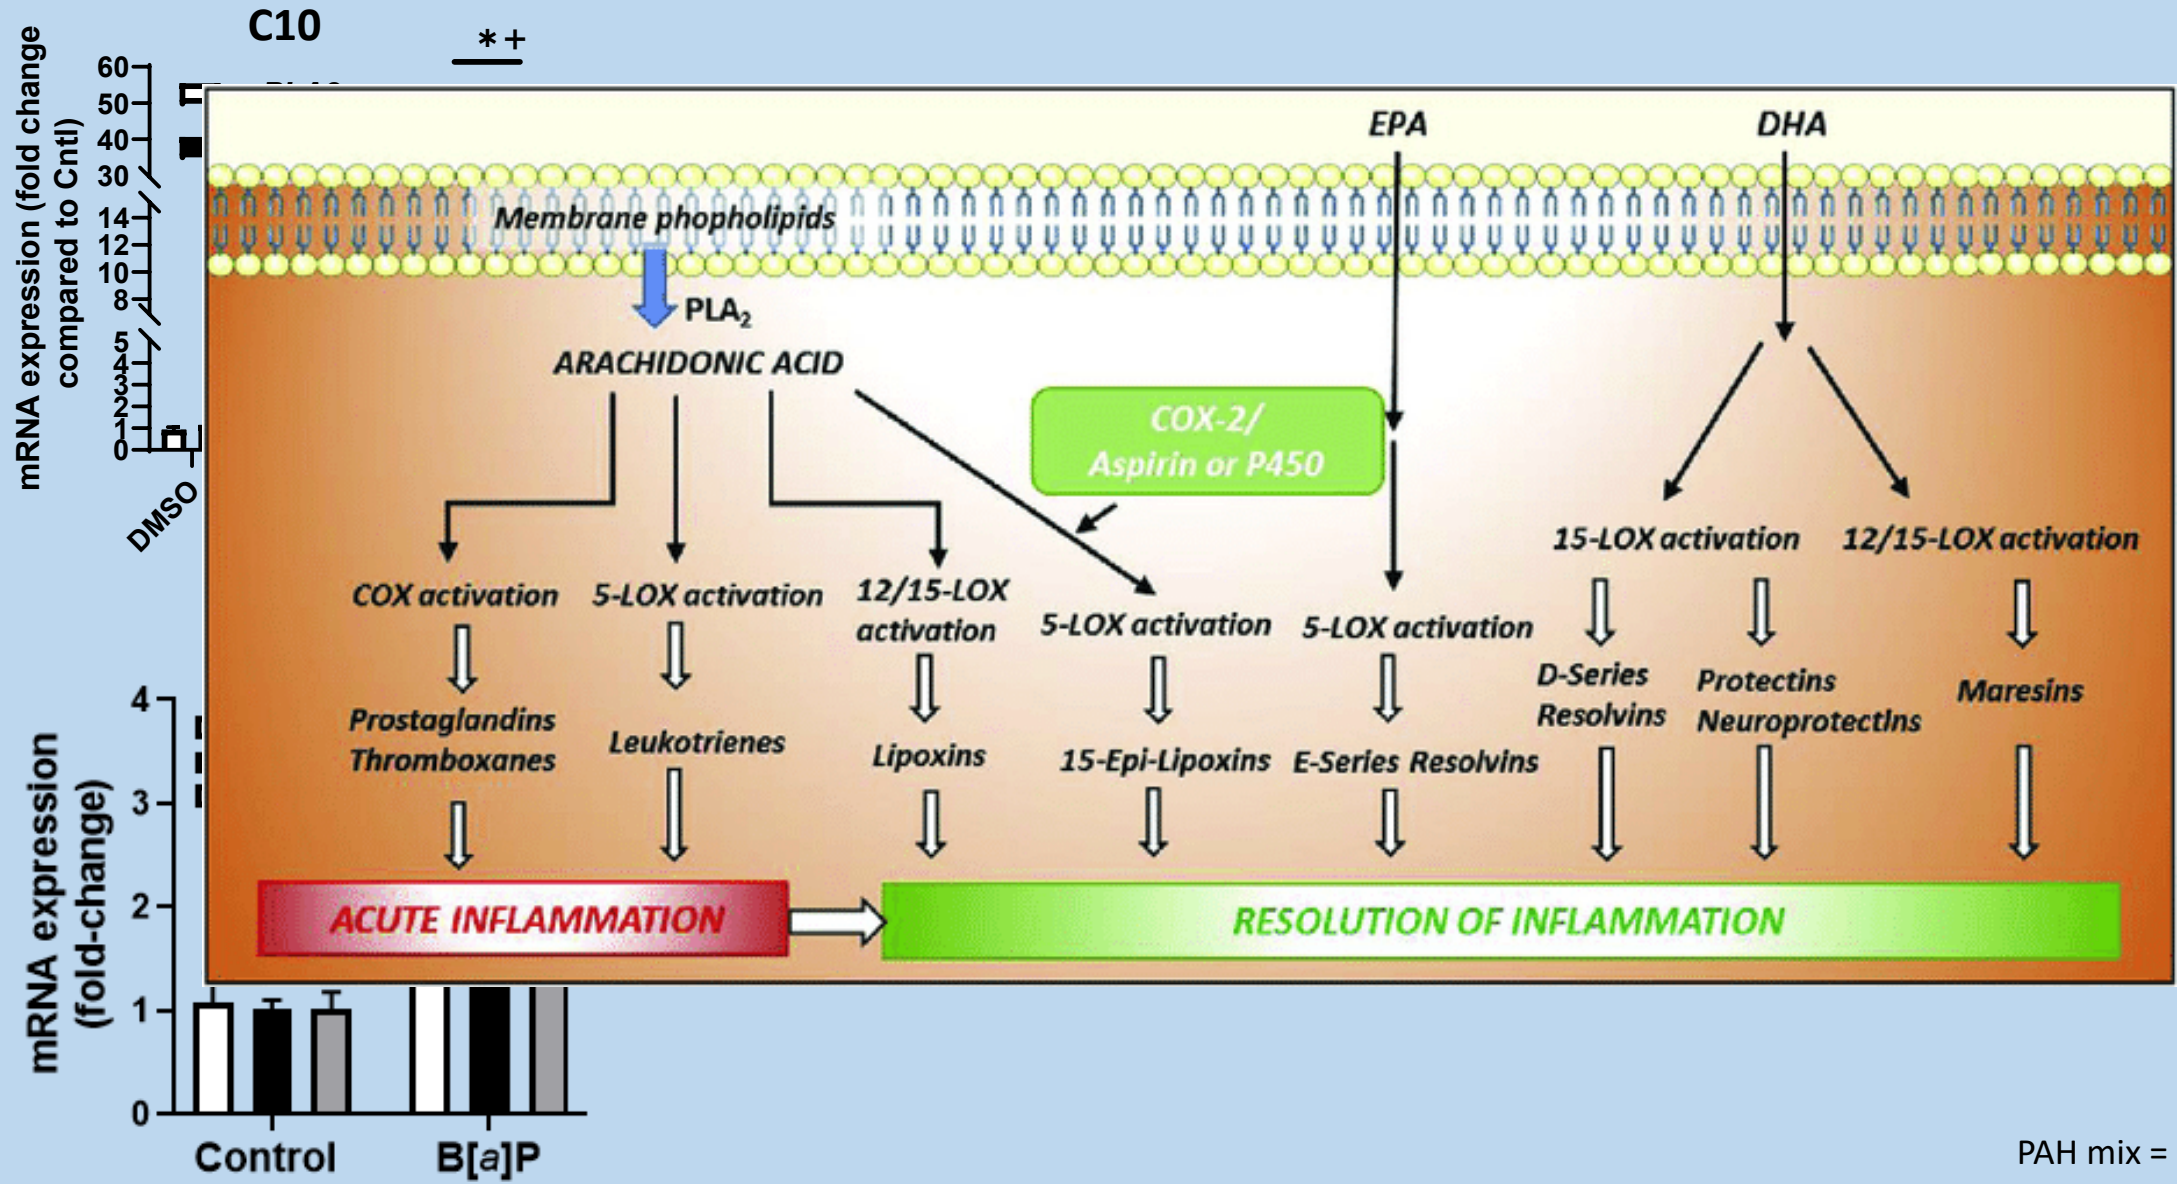 C10
*+
mRNA expression (fold change
compared to Cntl)
60
50
40
30
14
12
10
8
5
4
3
2
1
0
DMSO
EPA
DHA
Membrane phopholipids
PLA2
ARACHIDONIC ACID
COX-2/
Aspirin or P450
15-LOX activation
12/15-LOX activation
COX activation
5-LOX activation
12/15-LOX
activation
5-LOX activation
5-LOX activation
D-Series
Resolvins
Protectins
NeuroprotectIns
Maresins
Prostaglandins
Thromboxanes
Leukotrienes
Lipoxins
15-Epi-Lipoxins
E-Series Resolvins
ACUTE INFLAMMATION
RESOLUTION OF INFLAMMATION
mRNA expression
(fold-change)
4
3
2
1
0
Control
B[a]P
PAH mix =